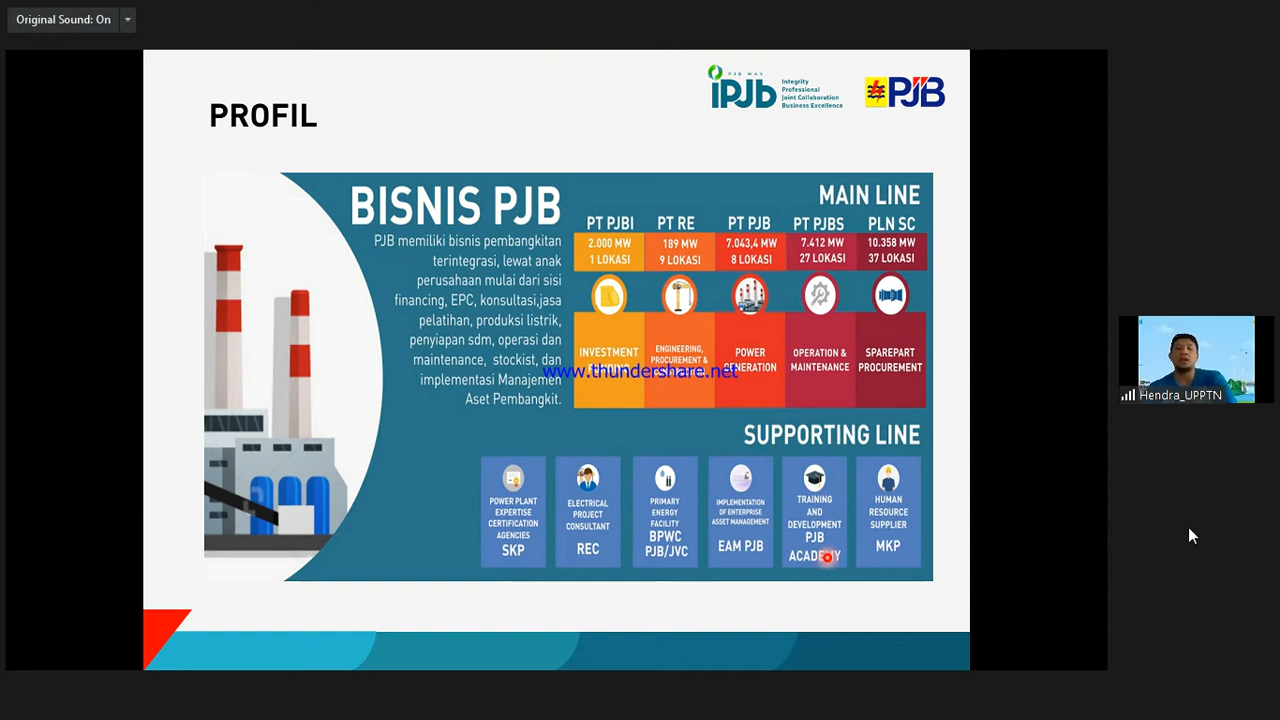 Original Sound: On
PROFIL
PJB WAY
iPJb
Integrity
Professional
Joint Collaboration
Business Excellence
PJB
BISNIS PJB
PJB memiliki bisnis pembangkitan
terintegrasi, lewat anak
perusahaan mulai dari sisi
financing, EPC, konsultasi,jasa
pelatihan, produksi listrik,
penyiapan sdm, operasi dan
maintenance, stockist, dan
implementasi Manajemen
Aset Pembangkit.
MAIN LINE
PT PJBI
2.000 MW
1 LOKASI
INVESTMENT
PT RE
189 MW
9 LOKASI
ENGINEERING,
PROCUREMENT &
PT PJB
7.043,4 MW
8 LOKASI
POWER
GENERATION
PT PJBS
7.412 MW
27 LOKASI
OPERATION &
MAINTENANCE
PLN SC
10.358 MW
37 LOKASI
SPAREPART
PROCUREMENT
www.thundershare.net
SUPPORTING LINE
POWER PLANT
EXPERTISE
CERTIFICATION
AGENCIES
SKP
ELECTRICAL
PROJECT
CONSULTANT
REC
PRIMARY
ENERGY
FACILITY
BPWC
PJB/JVC
IMPLEMENTATION
OF ENTERPRISE
ASSET MANAGEMENT
EAM PJB
TRAINING
AND
DEVELOPMENT
PJB
ACADEMY
HUMAN
RESOURCE
SUPPLIER
MKP
Hendra_UPPTN